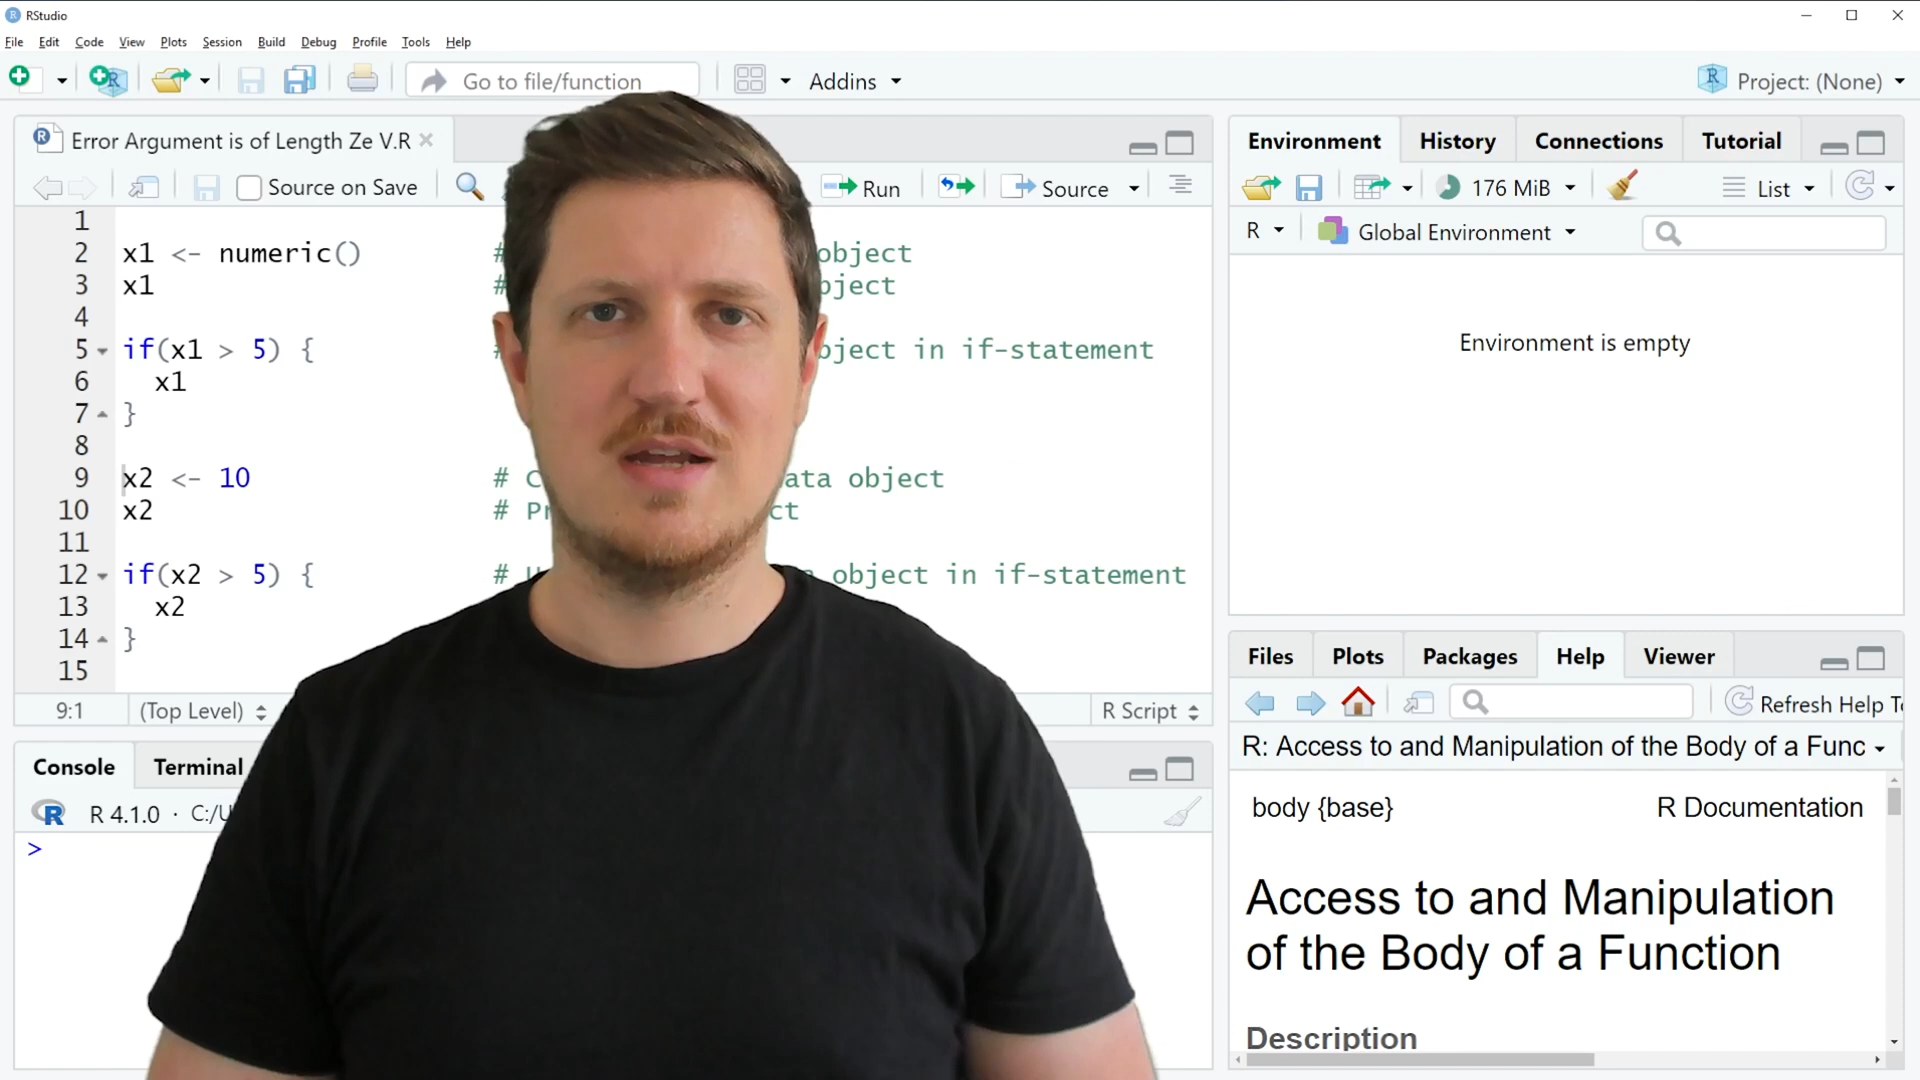 RStudio
File Edit Code View Plots Session Build Debug Profile Tools Help
Go to file/function Addins Project: (None)
Error Argument is of Length Ze V.R
Source on Save Run Source
1
2 x1 <- numeric() # object
3 x1 #
4
5 if(x1 > 5) { # in if-statement
6 x1
7 }
8
9 x2 <- 10 # object
10 x2 #
11
12 if(x2 > 5) { # object in if-statement
13 x2
14 }
15
9:1 (Top Level) R Script
Console Terminal
R 4.1.0 · C:/
>
Environment History Connections Tutorial
176 MiB List
R Global Environment
Environment is empty
Files Plots Packages Help Viewer
Refresh Help
R: Access to and Manipulation of the Body of a Func
body {base} R Documentation
Access to and Manipulation
of the Body of a Function
Description